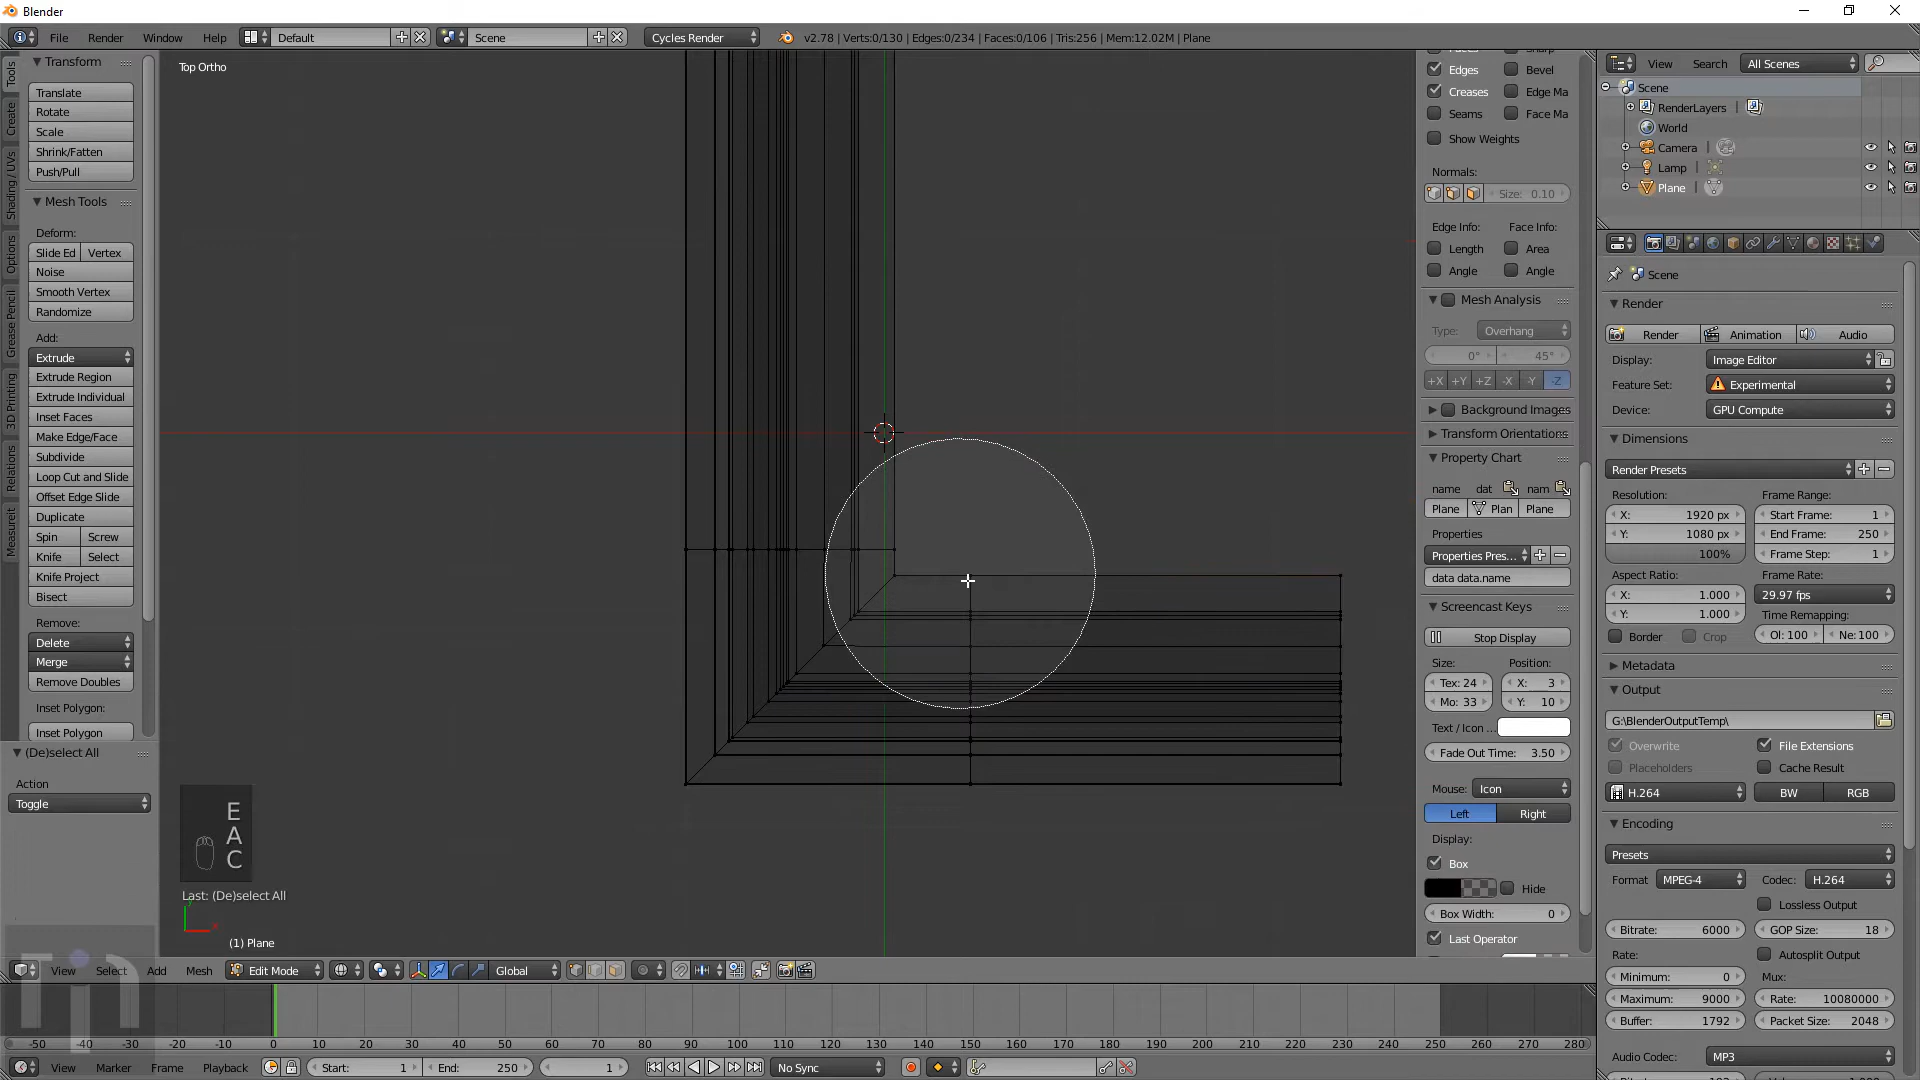 Blender
File Render Window Help Default Scene Cycles Render v2.78 | Verts:0/130 | Edges:0/234 | Faces:0/106 | Tris:256 | Mem:12.02M | Plane
Tools
Create
Shading / UVs
Options
Grease Pencil
3D Printing
Relations
Measureit
Transform
Translate
Rotate
Scale
Shrink/Fatten
Push/Pull
Mesh Tools
Deform:
Slide Ed Vertex
Noise
Smooth Vertex
Randomize
Add:
Extrude
Extrude Region
Extrude Individual
Inset Faces
Make Edge/Face
Subdivide
Loop Cut and Slide
Offset Edge Slide
Duplicate
Spin Screw
Knife Select
Knife Project
Bisect
Remove:
Delete
Merge
Remove Doubles
Inset Polygon:
Inset Polygon
(De)select All
Action
Toggle
Top Ortho
E
A
C
Last: (De)select All
(1) Plane
View Select Add Mesh Edit Mode Global
Edges Bevel
Creases Edge Ma
Seams Face Ma
Show Weights
Normals:
Size: 0.10
Edge Info: Face Info:
Length Area
Angle Angle
Mesh Analysis
Type: Overhang
0° 45°
+X +Y +Z -X -Y -Z
Background Images
Transform Orientations
Property Chart
name dat nam
Plane Plan Plane
Properties
Properties Pres...
data data.name
Screencast Keys
Stop Display
Size: Position:
Tex: 24 X: 3
Mo: 33 Y: 10
Text / Icon ...
Fade Out Time: 3.50
Mouse: Icon
Left Right
Display:
Box
Hide
Box Width: 0
Last Operator
View Search All Scenes
Scene
RenderLayers |
World
Camera |
Lamp |
Plane |
Scene
Render
Render Animation Audio
Display: Image Editor
Feature Set: Experimental
Device: GPU Compute
Dimensions
Render Presets
Resolution: Frame Range:
X: 1920 px Start Frame: 1
Y: 1080 px End Frame: 250
100% Frame Step: 1
Aspect Ratio: Frame Rate:
X: 1.000 29.97 fps
Y: 1.000 Time Remapping:
Border Crop Ol: 100 Ne: 100
Metadata
Output
G:\BlenderOutputTemp\
Overwrite File Extensions
Placeholders Cache Result
H.264 BW RGB
Encoding
Presets
Format MPEG-4 Codec: H.264
Lossless Output
Bitrate: 6000 GOP Size: 18
Rate: Autosplit Output
Minimum: 0 Mux:
Maximum: 9000 Rate: 10080000
Buffer: 1792 Packet Size: 2048
Audio Codec: MP3
-50 -40 -30 -20 -10 0 10 20 30 40 50 60 70 80 90 100 110 120 130 140 150 160 170 180 190 200 210 220 230 240 250 260 270 280
View Marker Frame Playback Start: 1 End: 250 1 No Sync